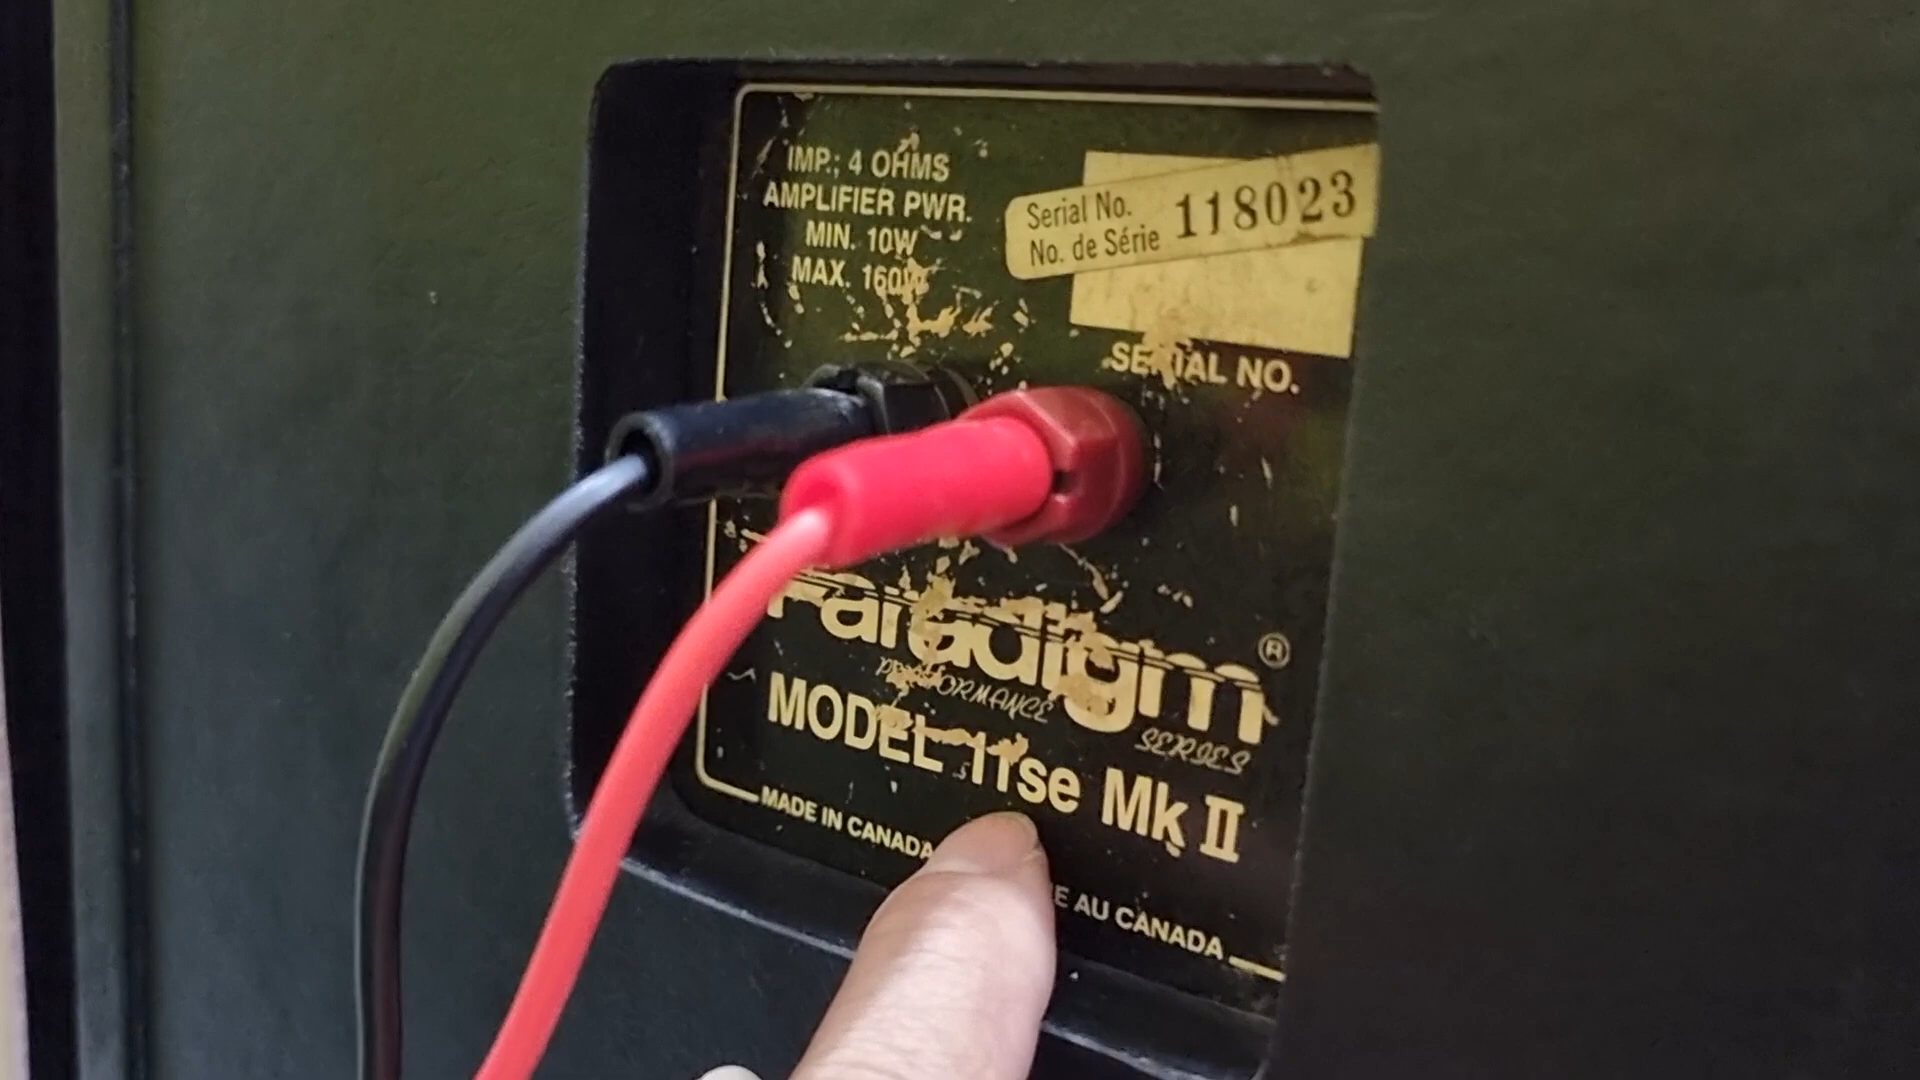 IMP.; 4 OHMS
AMPLIFIER PWR.
MIN. 10W
MAX. 160W
Serial No.
No. de Série 118023
SERIAL NO.
Paradigm ®
PERFORMANCE
SERIES
MODEL 11se Mk II
MADE IN CANADA
AU CANADA